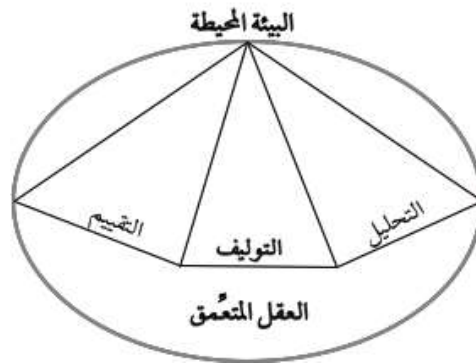 البيئة المحيطة
التحليل
التوليف
التقييم
العقل المتعمَّق